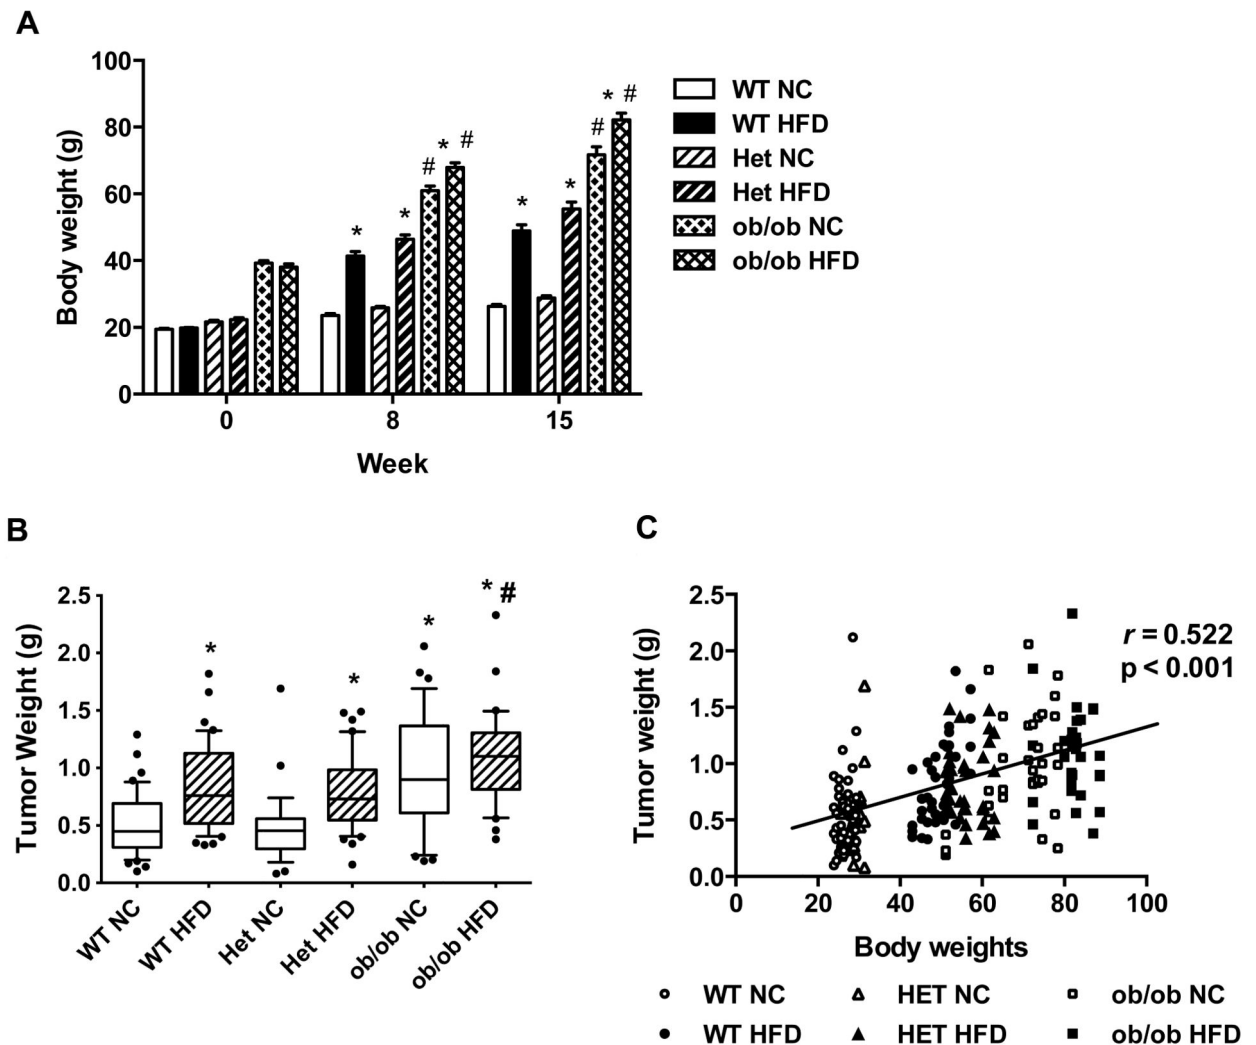 A
100
80
60
40
20
0
Body weight (g)
* * # * # * * # * #
0 8 15
Week
WT NC
WT HFD
Het NC
Het HFD
ob/ob NC
ob/ob HFD
B
2.5
2.0
1.5
1.0
0.5
0.0
Tumor Weight (g)
* * * * #
WT NC
WT HFD
Het NC
Het HFD
ob/ob NC
ob/ob HFD
C
2.5
2.0
1.5
1.0
0.5
0.0
Tumor weight (g)
r = 0.522
p < 0.001
0 20 40 60 80 100
Body weights
WT NC HET NC ob/ob NC
WT HFD HET HFD ob/ob HFD